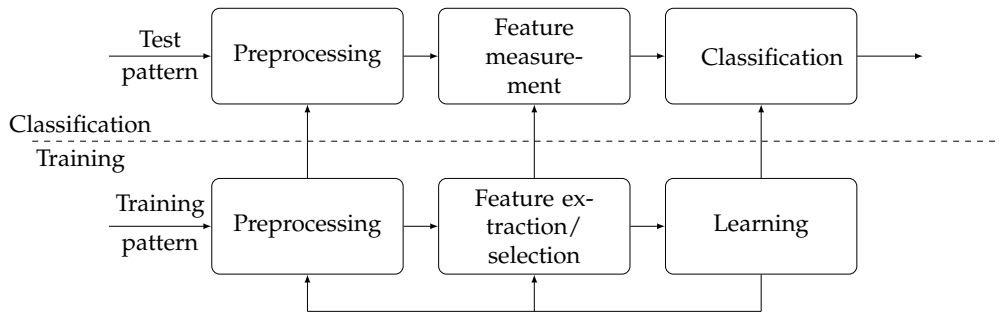 Test
pattern
Preprocessing
Feature
measure-
ment
Classification
Classification
Training
Training
pattern
Preprocessing
Feature ex-
traction/
selection
Learning